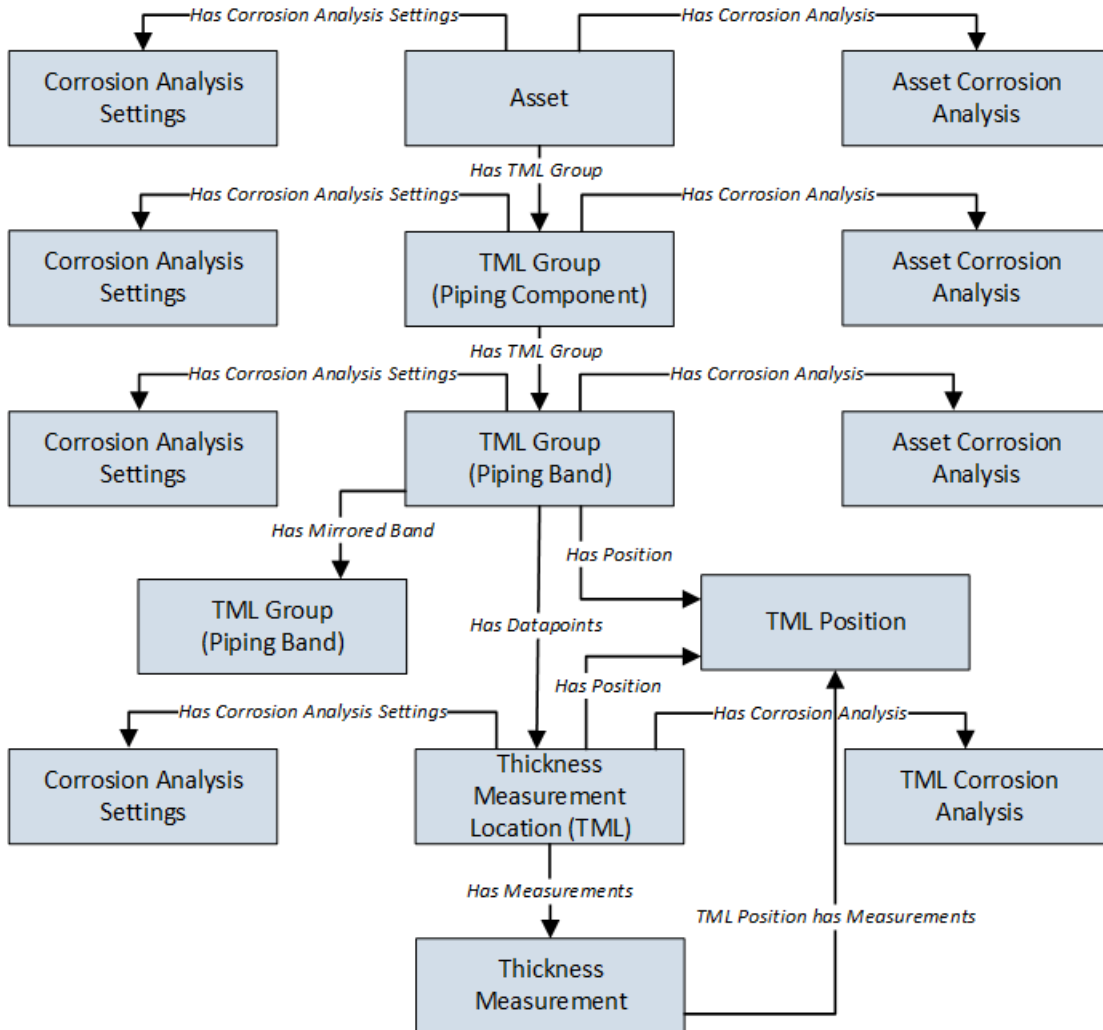 Has Corrosion Analysis Settings
Has Corrosion Analysis
Corrosion Analysis
Settings
Asset
Asset Corrosion
Analysis
Has TML Group
Has Corrosion Analysis Settings
Has Corrosion Analysis
Corrosion Analysis
Settings
TML Group
(Piping Component)
Asset Corrosion
Analysis
Has TML Group
Has Corrosion Analysis Settings
Has Corrosion Analysis
Corrosion Analysis
Settings
TML Group
(Piping Band)
Asset Corrosion
Analysis
Has Mirrored Band
Has Position
TML Group
(Piping Band)
Has Datapoints
TML Position
Has Position
Has Corrosion Analysis Settings
Has Corrosion Analysis
Corrosion Analysis
Settings
Thickness
Measurement
Location (TML)
TML Corrosion
Analysis
Has Measurements
TML Position has Measurements
Thickness
Measurement